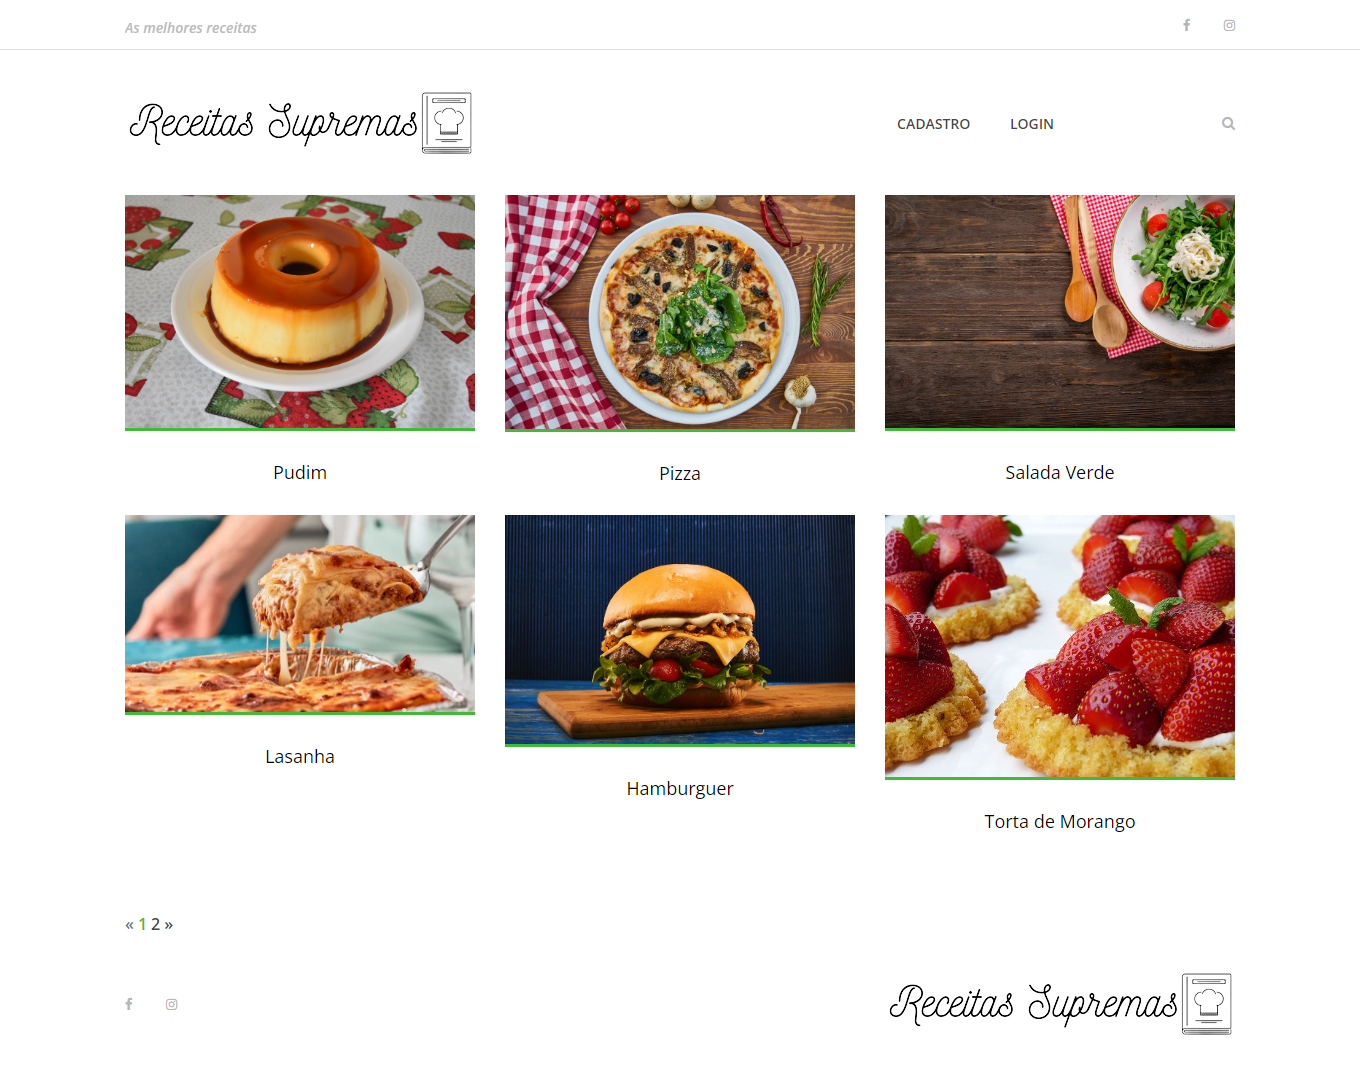 As melhores receitas
Receitas Supremas
CADASTRO LOGIN
Pudim
Pizza
Salada Verde
Lasanha
Hamburguer
Torta de Morango
« 1 2 »
Receitas Supremas